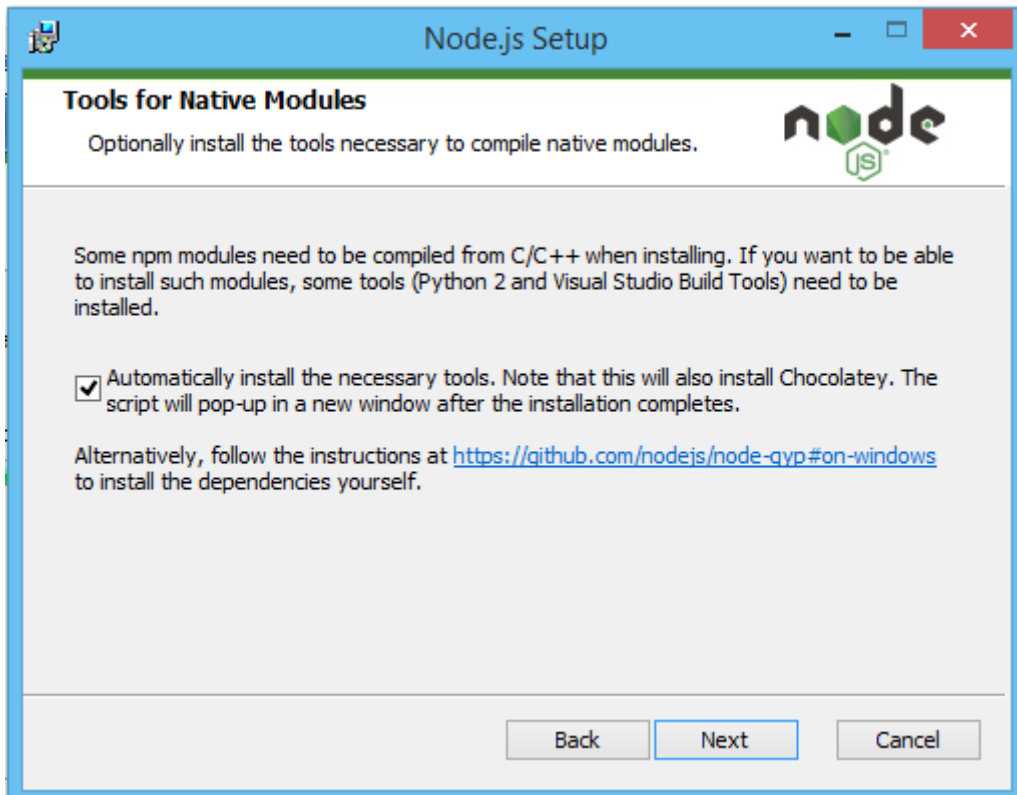 Node.js Setup
Tools for Native Modules
Optionally install the tools necessary to compile native modules.
node
JS
Some npm modules need to be compiled from C/C++ when installing. If you want to be able
to install such modules, some tools (Python 2 and Visual Studio Build Tools) need to be
installed.
Automatically install the necessary tools. Note that this will also install Chocolatey. The
script will pop-up in a new window after the installation completes.
Alternatively, follow the instructions at https://github.com/nodejs/node-gyp#on-windows
to install the dependencies yourself.
Back
Next
Cancel